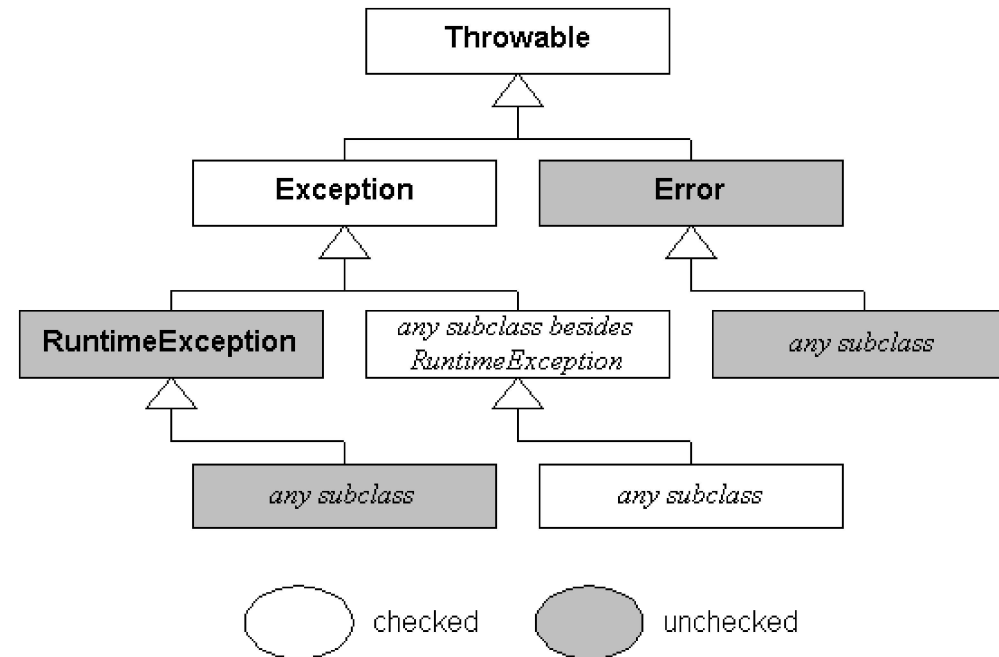 Throwable
Exception
Error
RuntimeException
any subclass besides
RuntimeException
any subclass
any subclass
any subclass
checked
unchecked